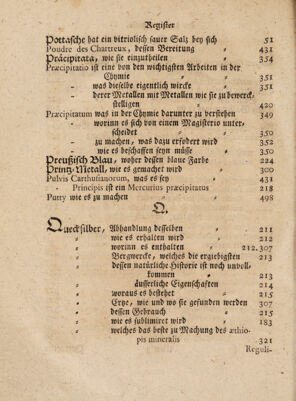 Register
Pottasche hat ein vitriolisch sauer Salz bey sich 51
Poudre des Chartreux, dessen Bereitung 431
Præcipitata, wie sie einzutheilen 354
Præcipitatio ist eine von den wichtigsten Arbeiten in der
Chymie 351
- was dieselbe eigentlich wircke 351
- derer Metallen mit Metallen wie sie zu bewerck-
stelligen 420
Præcipitatum was in der Chymie darunter zu verstehen 349
- worinn es sich von einem Magisterio unter-
scheidet 350
- zu machen, was dazu erfordert wird 352
- wie es beschaffen seyn müsse 350
Preußisch Blau, woher dessen blaue Farbe 224
Printz-Metall, wie es gemachet wird 300
Pulvis Carthusianorum, was es sey 431
- Principis ist ein Mercurius præcipitatus 218
Putty wie es zu machen 498
Q.
Quecksilber, Abhandlung desselben 211
wie es erhalten wird 212
worinn es enthalten 212, 307
Bergwercke, welches die ergiebigsten 213
dessen natürliche Historie ist noch unvoll-
kommen 213
äusserliche Eigenschaften 214
woraus es bestehet 215
Ertze, wie und wo sie gefunden werden 307
dessen Gebrauch 215
wie es sublimiret wird 183
welches das beste zu Machung des æthio-
pis mineralis 321
Reguli-